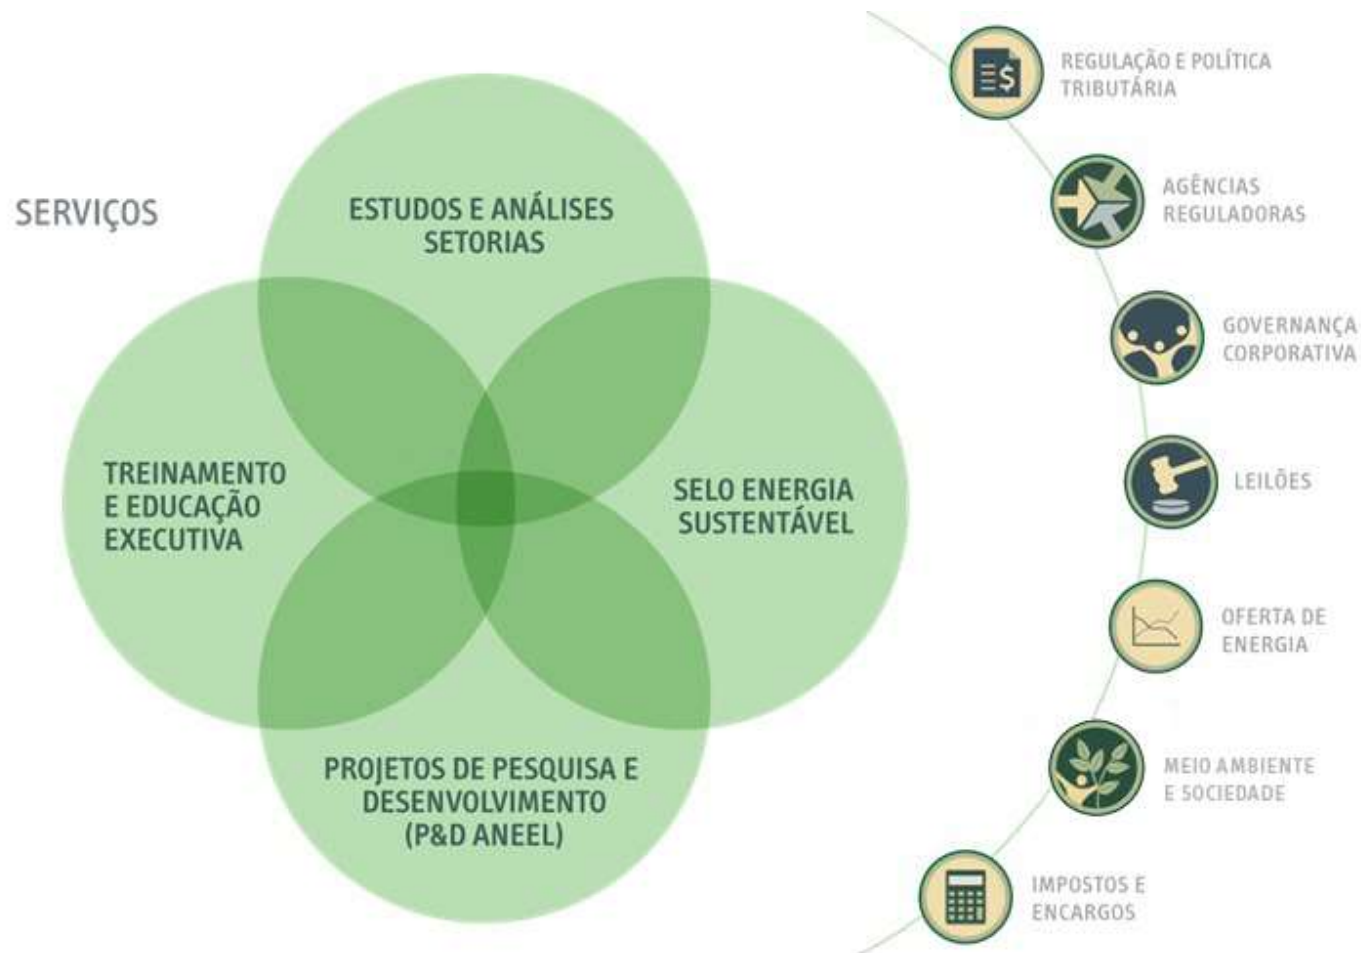 SERVIÇOS
ESTUDOS E ANÁLISES
SETORIAS
TREINAMENTO
E EDUCAÇÃO
EXECUTIVA
SELO ENERGIA
SUSTENTÁVEL
PROJETOS DE PESQUISA E
DESENVOLVIMENTO
(P&D ANEEL)
REGULAÇÃO E POLÍTICA
TRIBUTÁRIA
AGÊNCIAS
REGULADORAS
GOVERNANÇA
CORPORATIVA
LEILÕES
OFERTA DE
ENERGIA
MEIO AMBIENTE
E SOCIEDADE
IMPOSTOS E
ENCARGOS